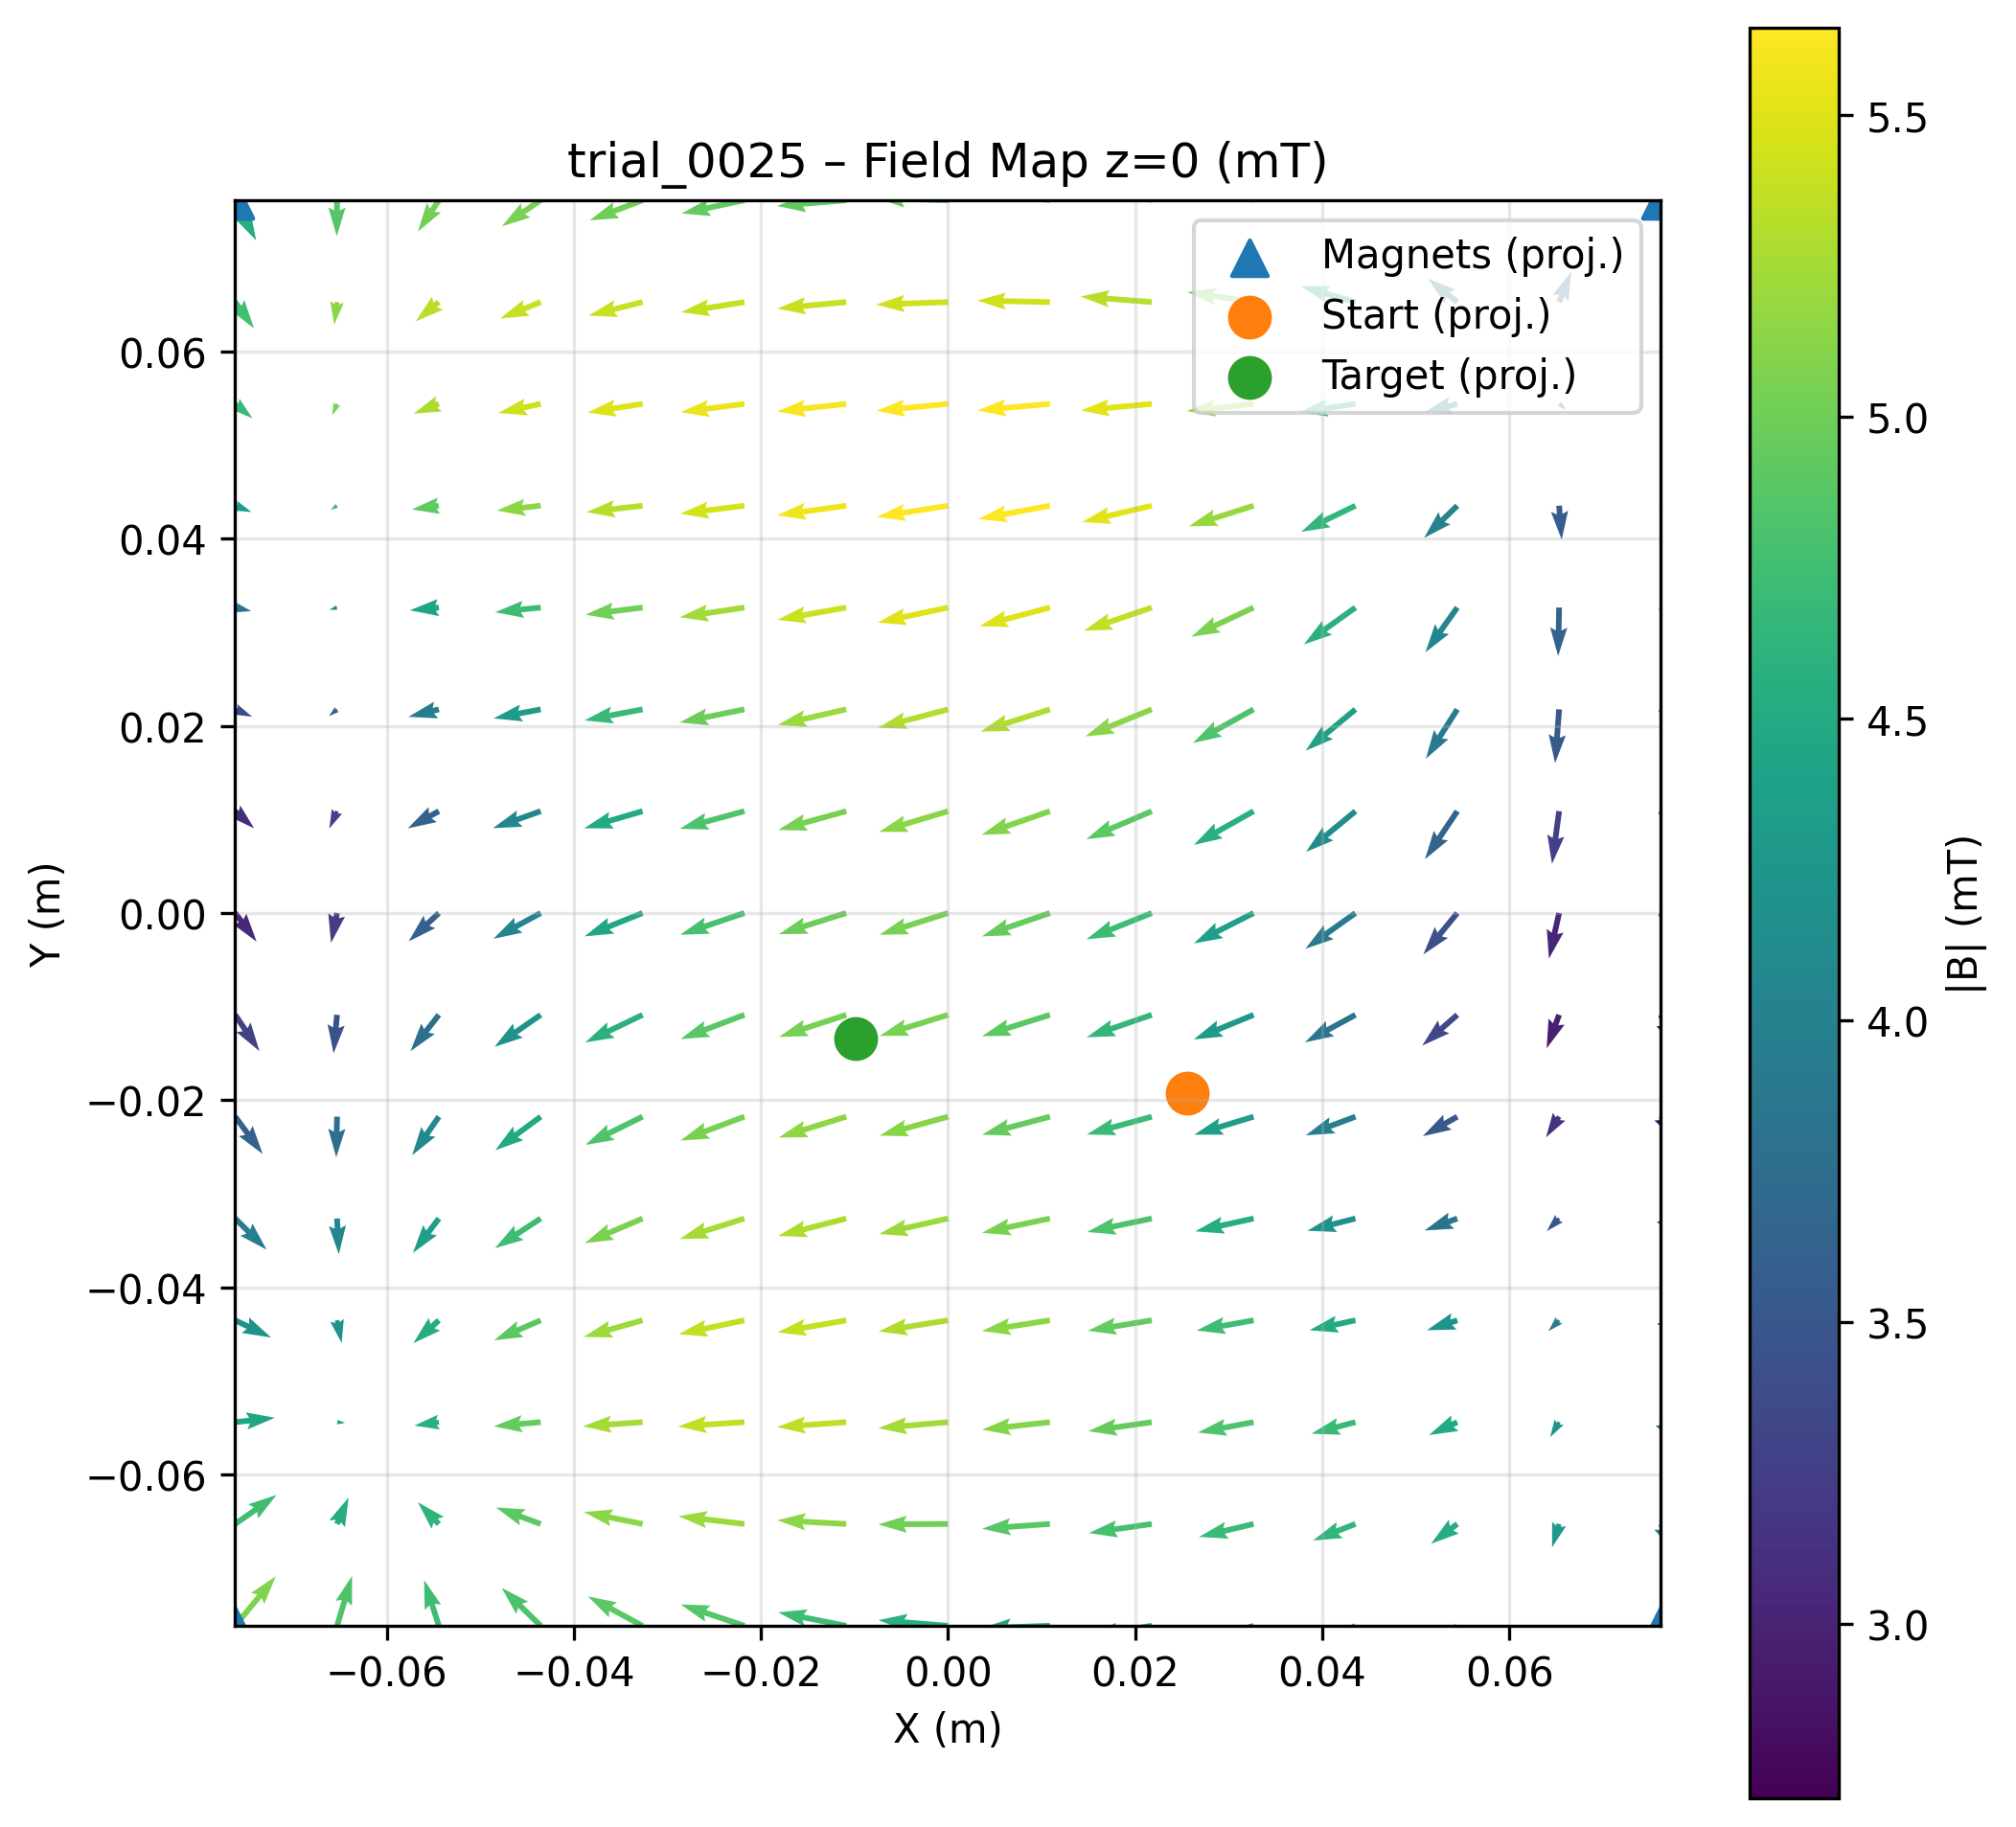 trial_0025 – Field Map z=0 (mT)
Magnets (proj.)
Start (proj.)
Target (proj.)
0.06
0.04
0.02
0.00
−0.02
−0.04
−0.06
Y (m)
−0.06
−0.04
−0.02
0.00
0.02
0.04
0.06
X (m)
5.5
5.0
4.5
4.0
3.5
3.0
|B| (mT)